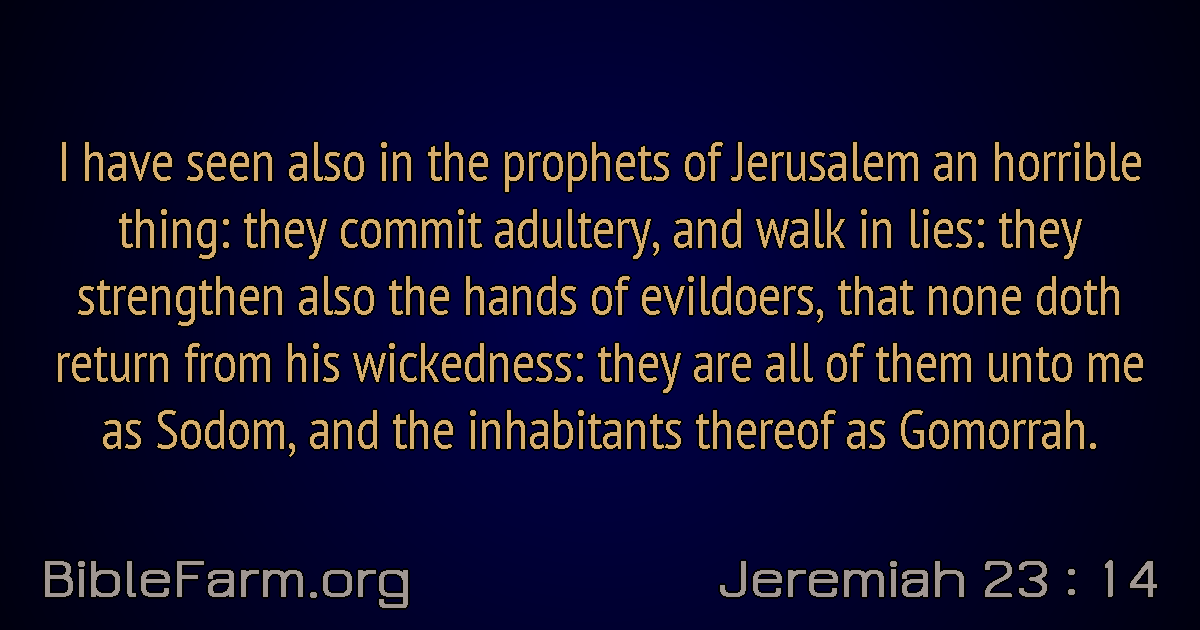 I have seen also in the prophets of Jerusalem an horrible
thing: they commit adultery, and walk in lies: they
strengthen also the hands of evildoers, that none doth
return from his wickedness: they are all of them unto me
as Sodom, and the inhabitants thereof as Gomorrah.
BibleFarm.org
Jeremiah 23 : 14